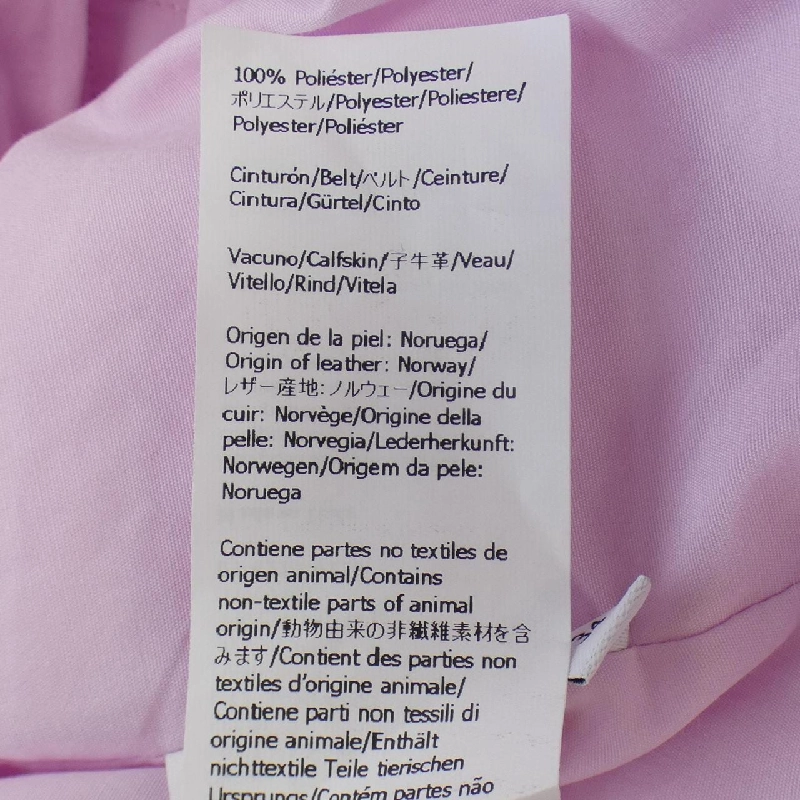 100% Poliéster/Polyester/
ポリエステル/Polyester/Poliestere/
Polyester/Poliéster
Cinturón/Belt/ベルト/Ceinture/
Cintura/Gürtel/Cinto
Vacuno/Calfskin/子牛革/Veau/
Vitello/Rind/Vitela
Origen de la piel: Noruega/
Origin of leather: Norway/
レザー産地:ノルウェー/Origine du
cuir: Norvège/Origine della
pelle: Norvegia/Lederherkunft:
Norwegen/Origem da pele:
Noruega
Contiene partes no textiles de
origen animal/Contains
non-textile parts of animal
origin/動物由来の非繊維素材を含
みます/Contient des parties non
textiles d'origine animale/
Contiene parti non tessili di
origine animale/Enthält
nichttextile Teile tierischen
Ursprungs/Contém partes não